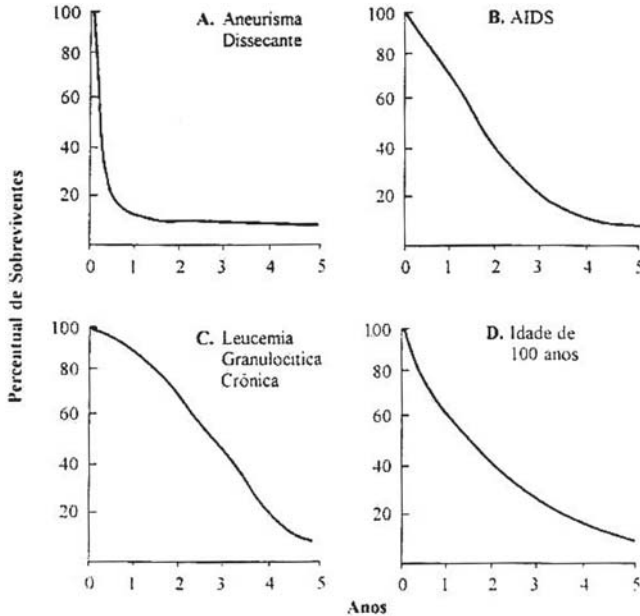 Percentual de Sobreviventes
A. Aneurisma
Dissecante
100
80
60
40
20
0 1 2 3 4 5
B. AIDS
100
80
60
40
20
0 1 2 3 4 5
C. Leucemia
Granulocítica
Crônica
100
80
60
40
20
0 1 2 3 4 5
D. Idade de
100 anos
100
80
60
40
20
0 1 2 3 4 5
Anos